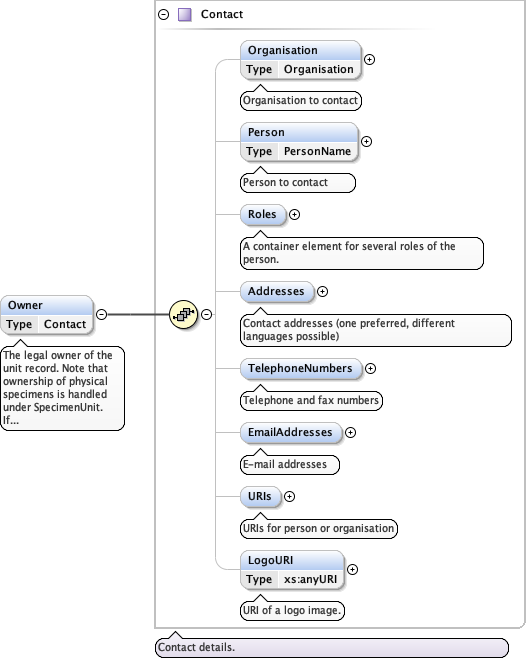 Contact
Organisation
Type Organisation
Organisation to contact
Person
Type PersonName
Person to contact
Roles
A container element for several roles of the
person.
Addresses
Contact addresses (one preferred, different
languages possible)
Owner
Type Contact
The legal owner of the
unit record. Note that
ownership of physical
specimens is handled
under SpecimenUnit.
If...
TelephoneNumbers
Telephone and fax numbers
EmailAddresses
E-mail addresses
URIs
URIs for person or organisation
LogoURI
Type xs:anyURI
URI of a logo image.
Contact details.